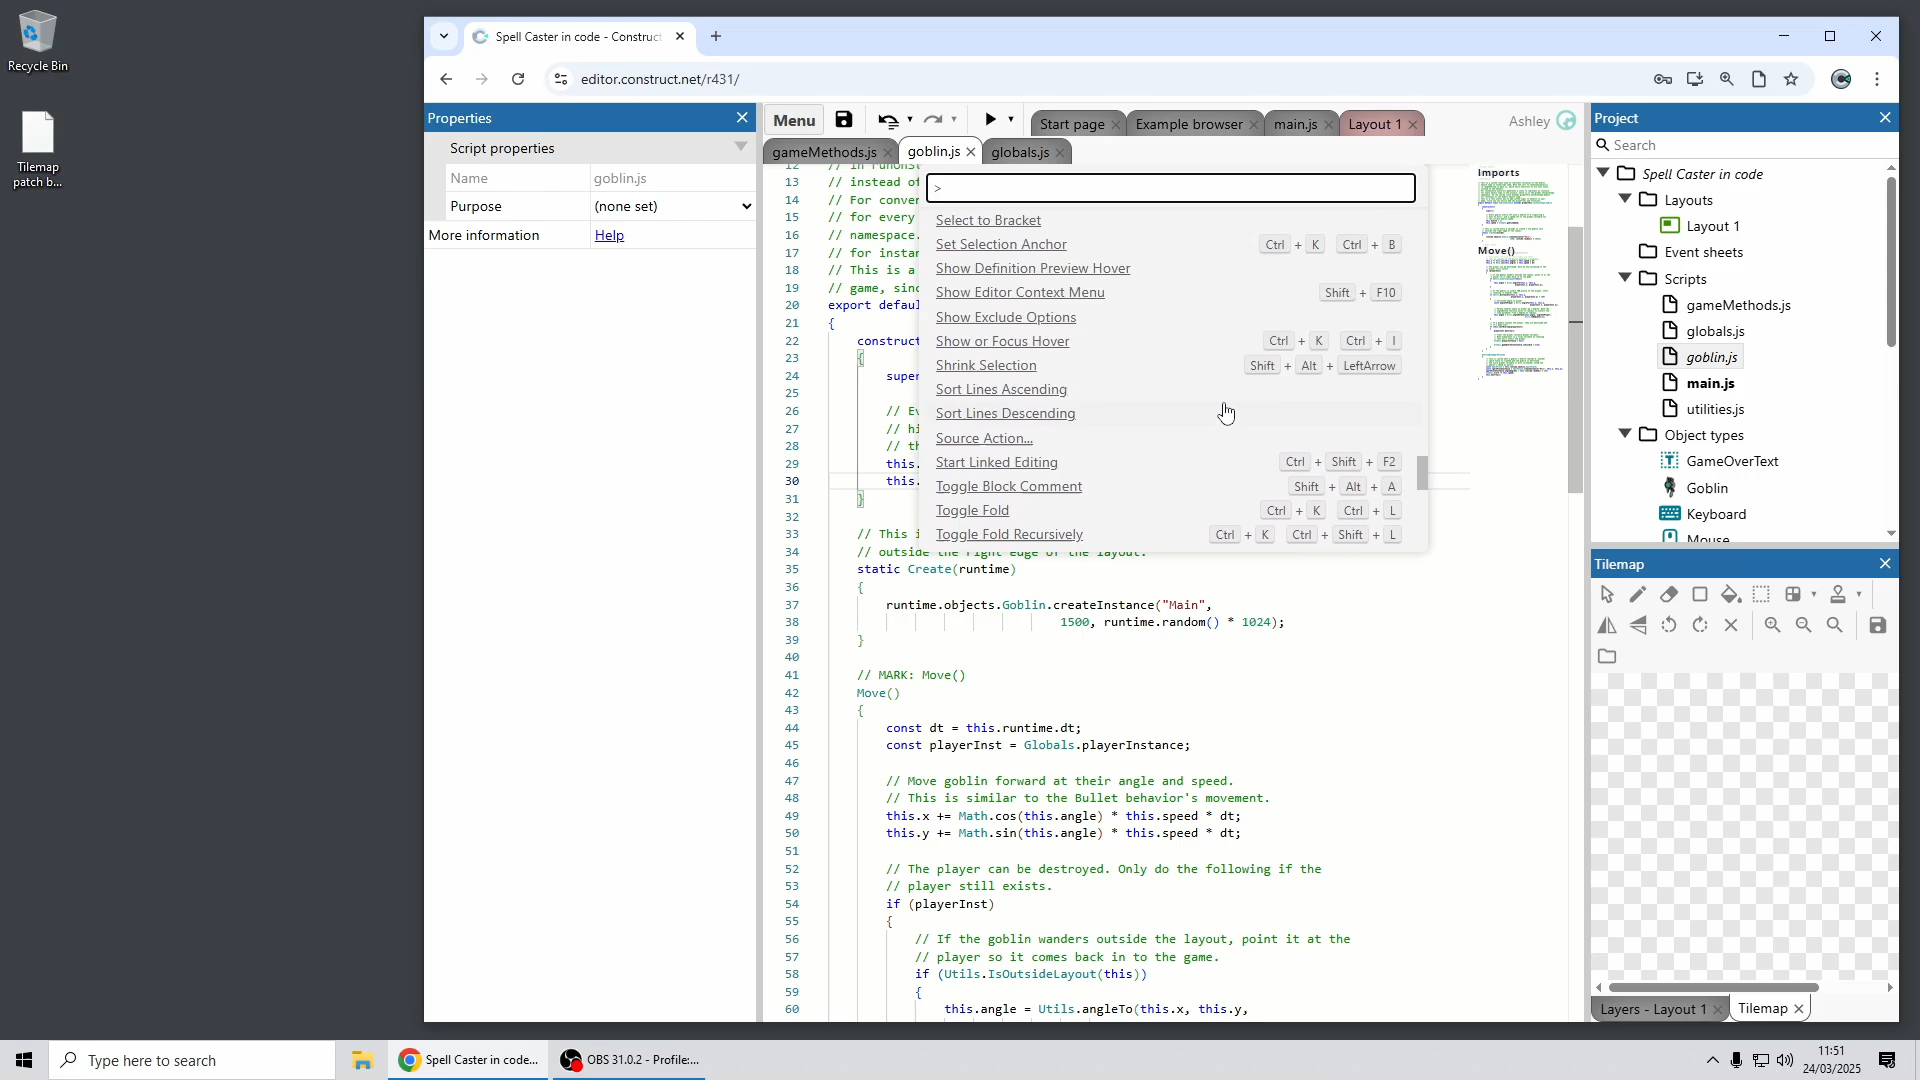 Recycle Bin
Tilemap
patch b...
Spell Caster in code - Construct
editor.construct.net/r431/
Properties
Script properties
Name goblin.js
Purpose (none set)
More information Help
Menu
Start page
Example browser
main.js
Layout 1
Ashley
gameMethods.js
goblin.js
globals.js
>
Select to Bracket
Set Selection Anchor Ctrl + K Ctrl + B
Show Definition Preview Hover
Show Editor Context Menu Shift + F10
Show Exclude Options
Show or Focus Hover Ctrl + K Ctrl + I
Shrink Selection Shift + Alt + LeftArrow
Sort Lines Ascending
Sort Lines Descending
Source Action...
Start Linked Editing Ctrl + Shift + F2
Toggle Block Comment Shift + Alt + A
Toggle Fold Ctrl + K Ctrl + L
Toggle Fold Recursively Ctrl + K Ctrl + Shift + L
12
13 // instead of
14 // For conver
15 // for every
16 // namespace.
17 // for instan
18 // This is a
19 // game, sinc
20 export defaul
21 {
22 construct
23 {
24 super
25
26 // Ev
27 // hi
28 // th
29 this.
30 this.
31 }
32
33 // This i
34 // outside the right edge of the layout.
35 static Create(runtime)
36 {
37 runtime.objects.Goblin.createInstance("Main",
38 1500, runtime.random() * 1024);
39 }
40
41 // MARK: Move()
42 Move()
43 {
44 const dt = this.runtime.dt;
45 const playerInst = Globals.playerInstance;
46
47 // Move goblin forward at their angle and speed.
48 // This is similar to the Bullet behavior's movement.
49 this.x += Math.cos(this.angle) * this.speed * dt;
50 this.y += Math.sin(this.angle) * this.speed * dt;
51
52 // The player can be destroyed. Only do the following if the
53 // player still exists.
54 if (playerInst)
55 {
56 // If the goblin wanders outside the layout, point it at the
57 // player so it comes back in to the game.
58 if (Utils.IsOutsideLayout(this))
59 {
60 this.angle = Utils.angleTo(this.x, this.y,
Imports
Move()
Project
Search
Spell Caster in code
Layouts
Layout 1
Event sheets
Scripts
gameMethods.js
globals.js
goblin.js
main.js
utilities.js
Object types
GameOverText
Goblin
Keyboard
Mouse
Tilemap
Layers - Layout 1
Tilemap
Type here to search
Spell Caster in code...
OBS 31.0.2 - Profile:...
11:51
24/03/2025